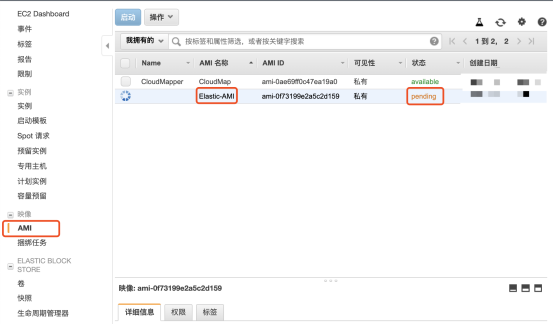 EC2 Dashboard
事件
标签
报告
限制
实例
实例
启动模板
Spot 请求
预留实例
专用主机
计划实例
容量预留
映像
AMI
捆绑任务
ELASTIC BLOCK
STORE
卷
快照
生命周期管理器
启动 操作
我拥有的 按标签和属性筛选，或者按关键字搜索 1 到 2， 2
Name AMI 名称 AMI ID 可见性 状态 创建日期
CloudMapper CloudMap ami-0ae69ff0c47ea19a0 私有 available
Elastic-AMI ami-0f73199e2a5c2d159 私有 pending
映像: ami-0f73199e2a5c2d159
详细信息 权限 标签